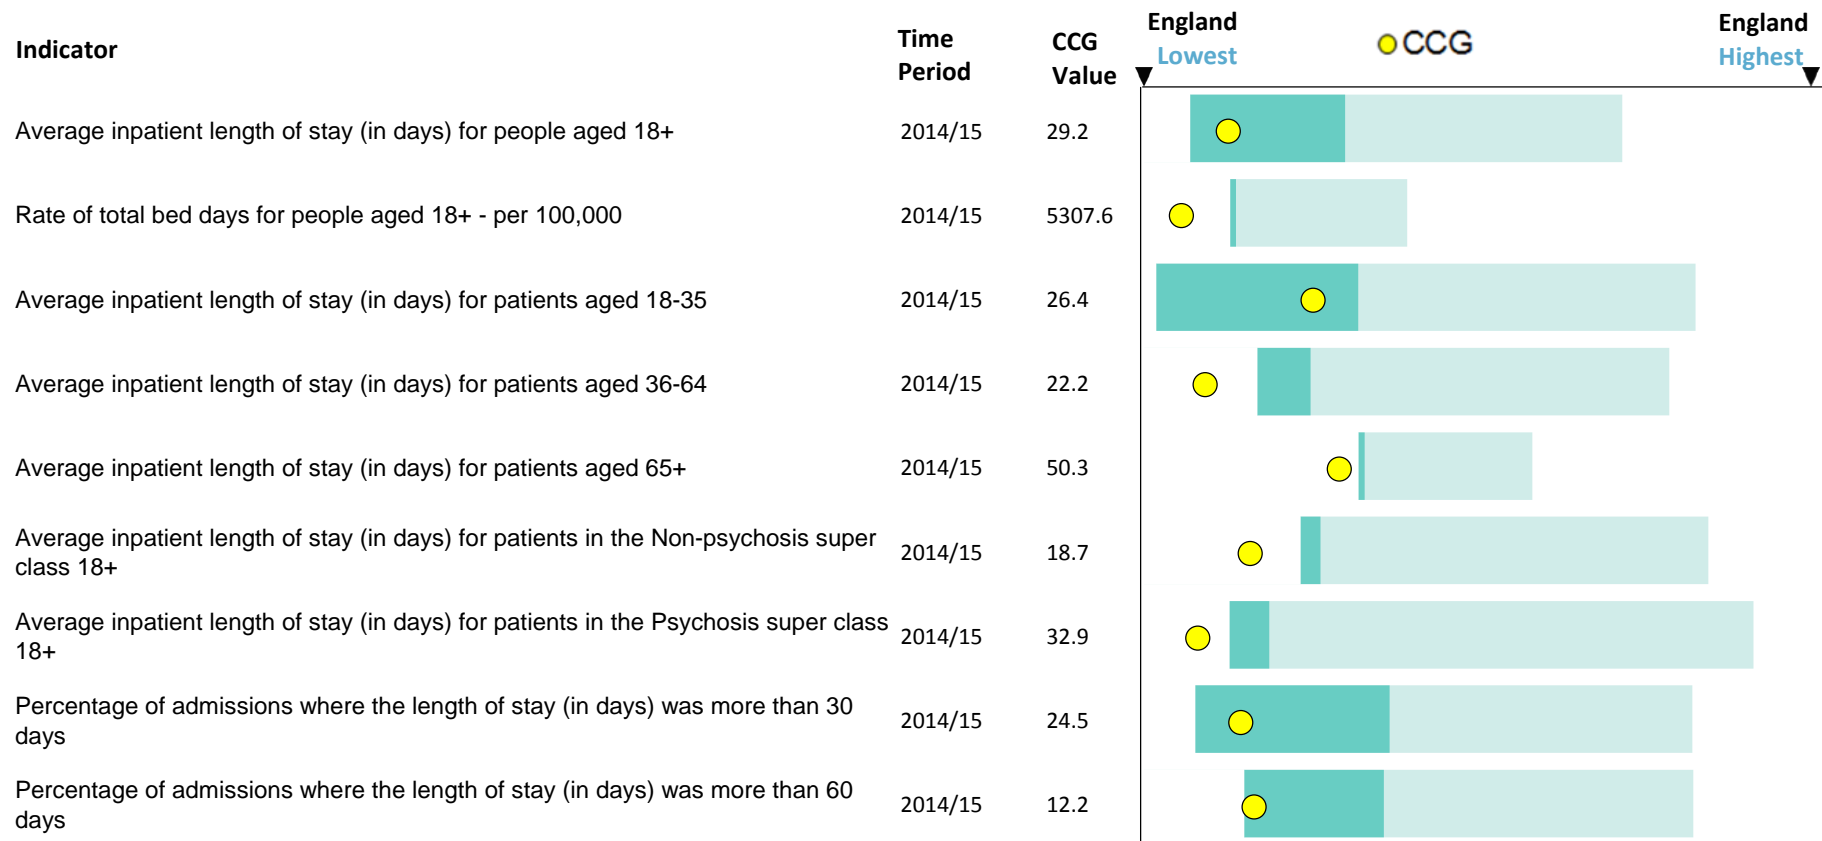 Indicator
Time Period
CCG Value
England Lowest
CCG
England Highest
Average inpatient length of stay (in days) for people aged 18+ 2014/15 29.2
Rate of total bed days for people aged 18+ - per 100,000 2014/15 5307.6
Average inpatient length of stay (in days) for patients aged 18-35 2014/15 26.4
Average inpatient length of stay (in days) for patients aged 36-64 2014/15 22.2
Average inpatient length of stay (in days) for patients aged 65+ 2014/15 50.3
Average inpatient length of stay (in days) for patients in the Non-psychosis super
class 18+ 2014/15 18.7
Average inpatient length of stay (in days) for patients in the Psychosis super class
18+ 2014/15 32.9
Percentage of admissions where the length of stay (in days) was more than 30
days 2014/15 24.5
Percentage of admissions where the length of stay (in days) was more than 60
days 2014/15 12.2